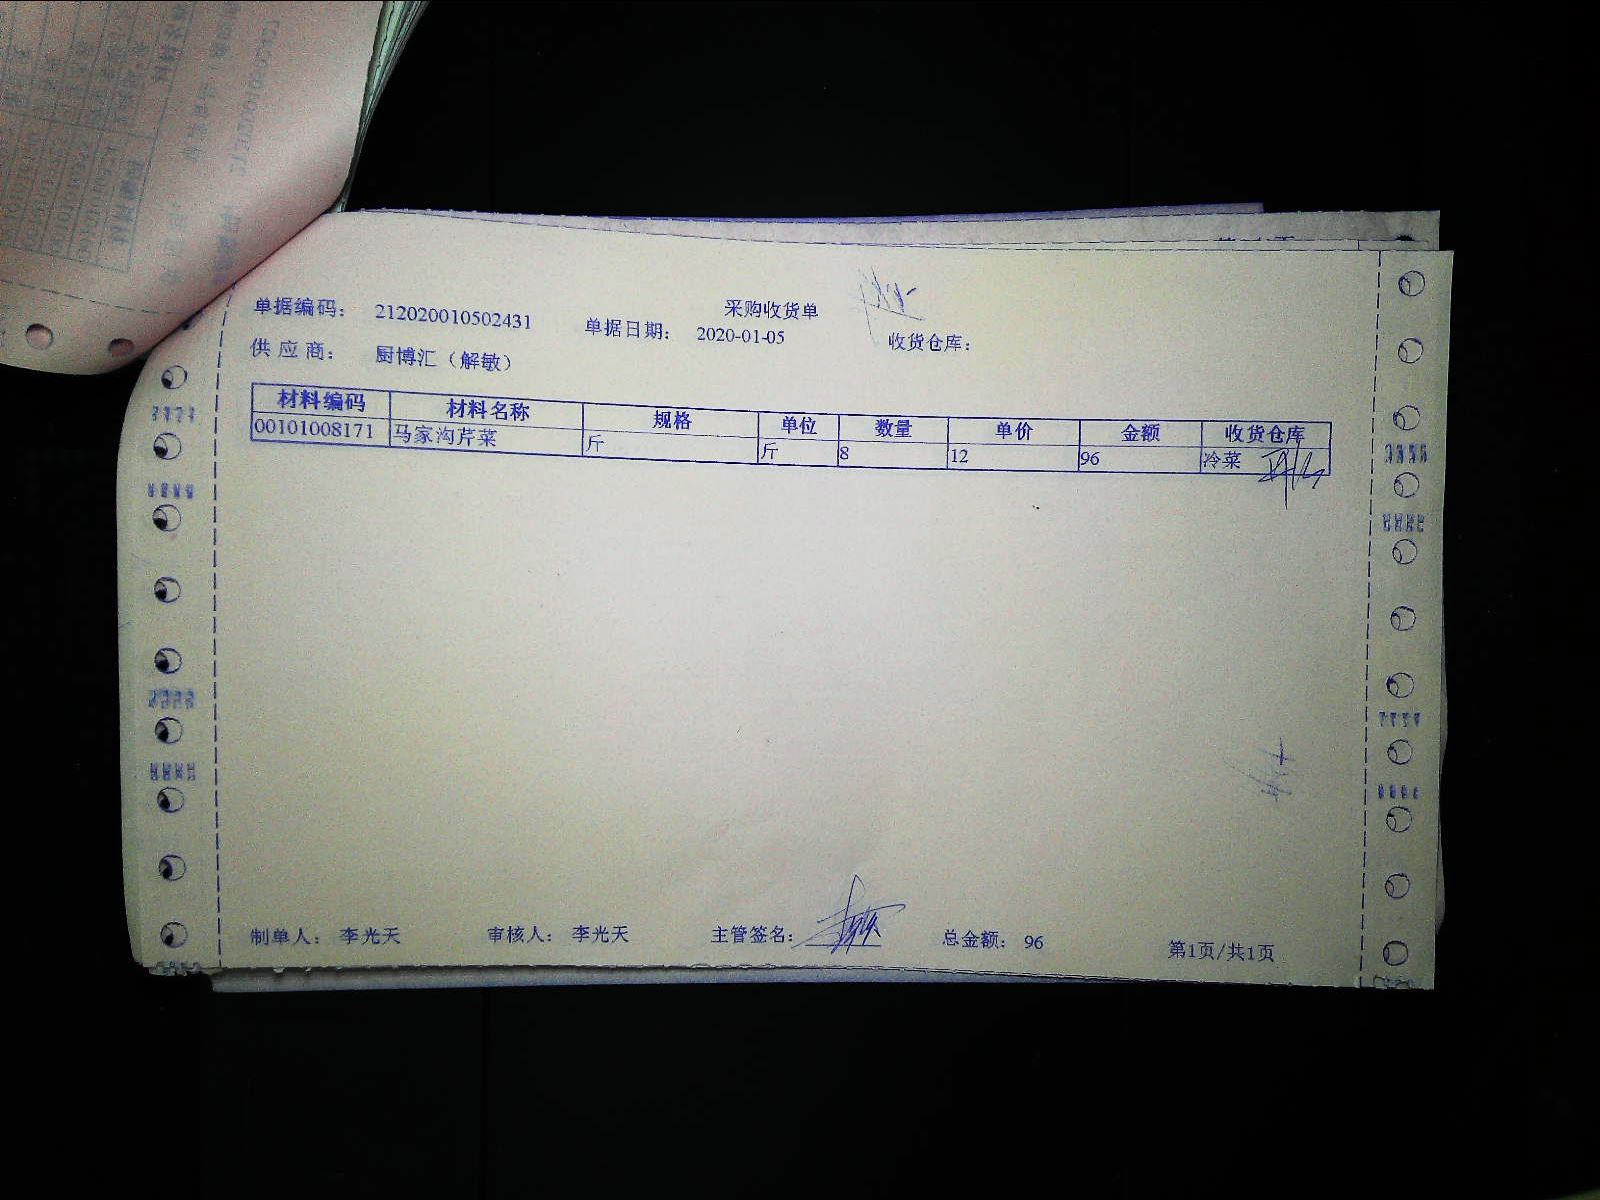 采购收货单
单据编码： 212020010502431 单据日期： 2020-01-05 收货仓库：
供应商： 厨博汇（解敏）
材料编码 材料名称 规格 单位 数量 单价 金额 收货仓库
00101008171 马家沟芹菜 斤 斤 8 12 96 冷菜
制单人： 李光天 审核人： 李光天 主管签名： 总金额： 96 第1页/共1页